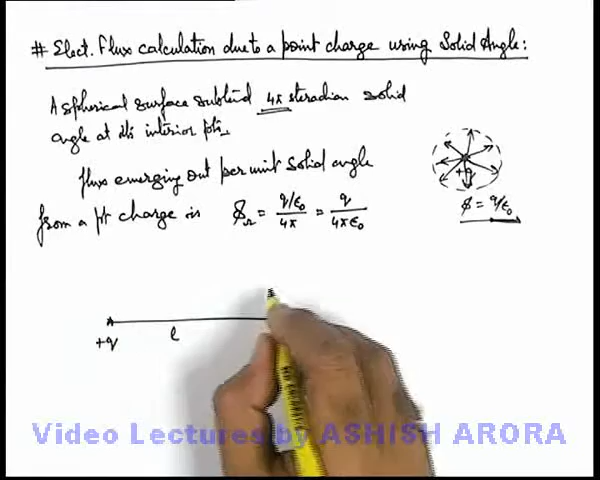 # Elect. Flux calculation due to a point charge using Solid Angle:
A spherical surface subtend 4π steradian solid
angle at its interior pts,
flux emerging out per unit solid angle
from a pt charge is ϕΩ = q/ε₀ / 4π = q / 4πε₀
+q
ϕ = q/ε₀
+q
l
Video Lectures by ASHISH ARORA